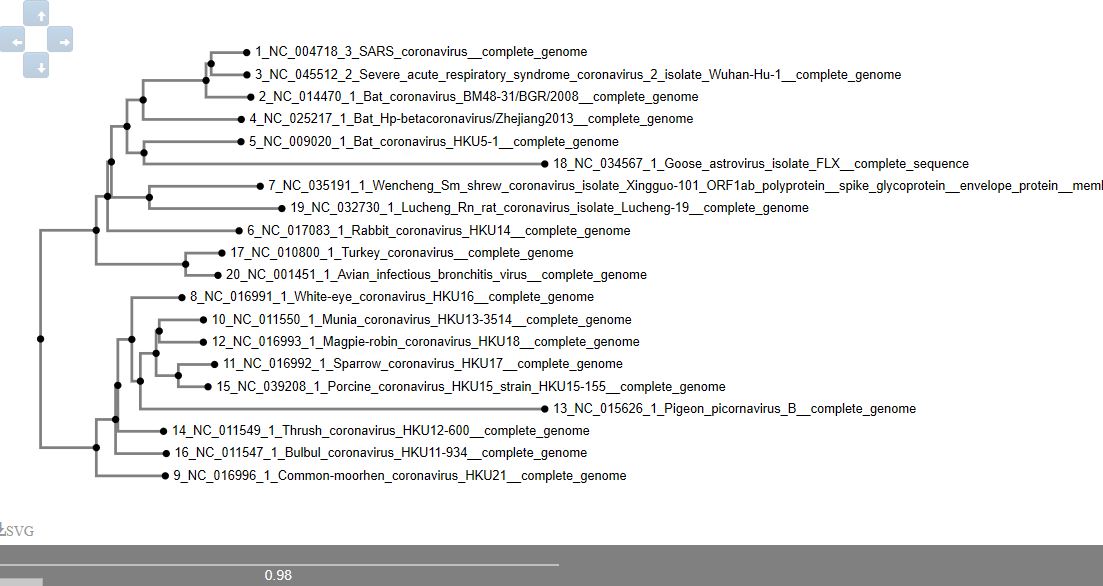 1_NC_004718_3_SARS_coronavirus__complete_genome
3_NC_045512_2_Severe_acute_respiratory_syndrome_coronavirus_2_isolate_Wuhan-Hu-1__complete_genome
2_NC_014470_1_Bat_coronavirus_BM48-31/BGR/2008__complete_genome
4_NC_025217_1_Bat_Hp-betacoronavirus/Zhejiang2013__complete_genome
5_NC_009020_1_Bat_coronavirus_HKU5-1__complete_genome
18_NC_034567_1_Goose_astrovirus_isolate_FLX__complete_sequence
7_NC_035191_1_Wencheng_Sm_shrew_coronavirus_isolate_Xingguo-101_ORF1ab_polyprotein__spike_glycoprotein__envelope_protein__mem
19_NC_032730_1_Lucheng_Rn_rat_coronavirus_isolate_Lucheng-19__complete_genome
6_NC_017083_1_Rabbit_coronavirus_HKU14__complete_genome
17_NC_010800_1_Turkey_coronavirus__complete_genome
20_NC_001451_1_Avian_infectious_bronchitis_virus__complete_genome
8_NC_016991_1_White-eye_coronavirus_HKU16__complete_genome
10_NC_011550_1_Munia_coronavirus_HKU13-3514__complete_genome
12_NC_016993_1_Magpie-robin_coronavirus_HKU18__complete_genome
11_NC_016992_1_Sparrow_coronavirus_HKU17__complete_genome
15_NC_039208_1_Porcine_coronavirus_HKU15_strain_HKU15-155__complete_genome
13_NC_015626_1_Pigeon_picornavirus_B__complete_genome
14_NC_011549_1_Thrush_coronavirus_HKU12-600__complete_genome
16_NC_011547_1_Bulbul_coronavirus_HKU11-934__complete_genome
9_NC_016996_1_Common-moorhen_coronavirus_HKU21__complete_genome
SVG
0.98